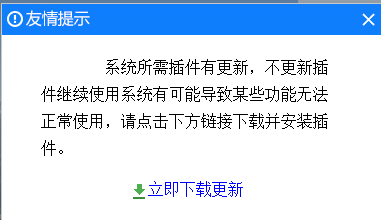 友情提示
系统所需插件有更新，不更新插
件继续使用系统有可能导致某些功能无法
正常使用，请点击下方链接下载并安装插
件。
立即下载更新